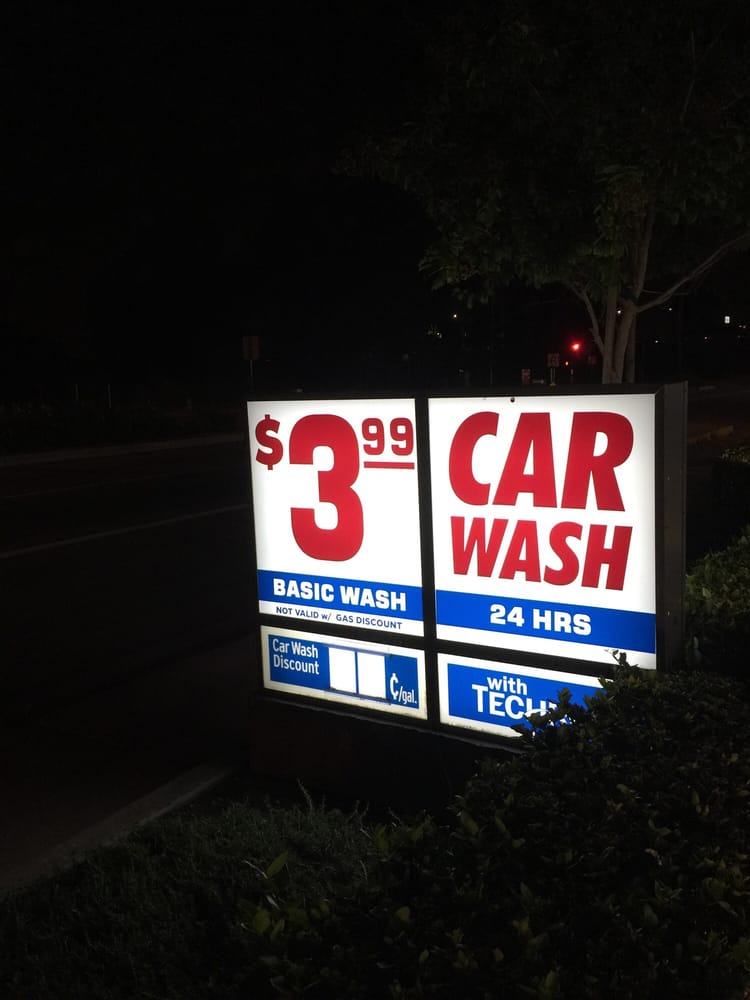 $3.99
BASIC WASH
NOT VALID w/ GAS DISCOUNT
Car Wash
Discount
¢/gal.
CAR
WASH
24 HRS
with